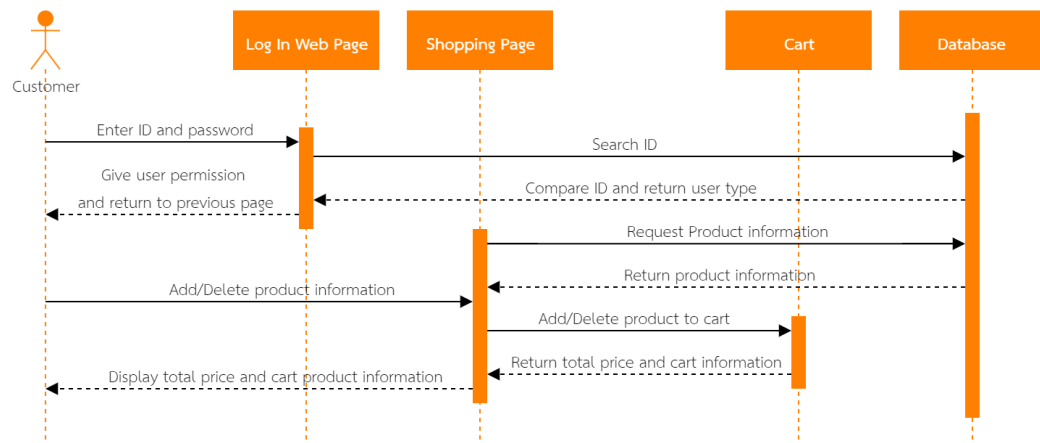 Log In Web Page
Shopping Page
Cart
Database
Customer
Enter ID and password
Search ID
Give user permission
and return to previous page
Compare ID and return user type
Request Product information
Return product information
Add/Delete product information
Add/Delete product to cart
Return total price and cart information
Display total price and cart product information